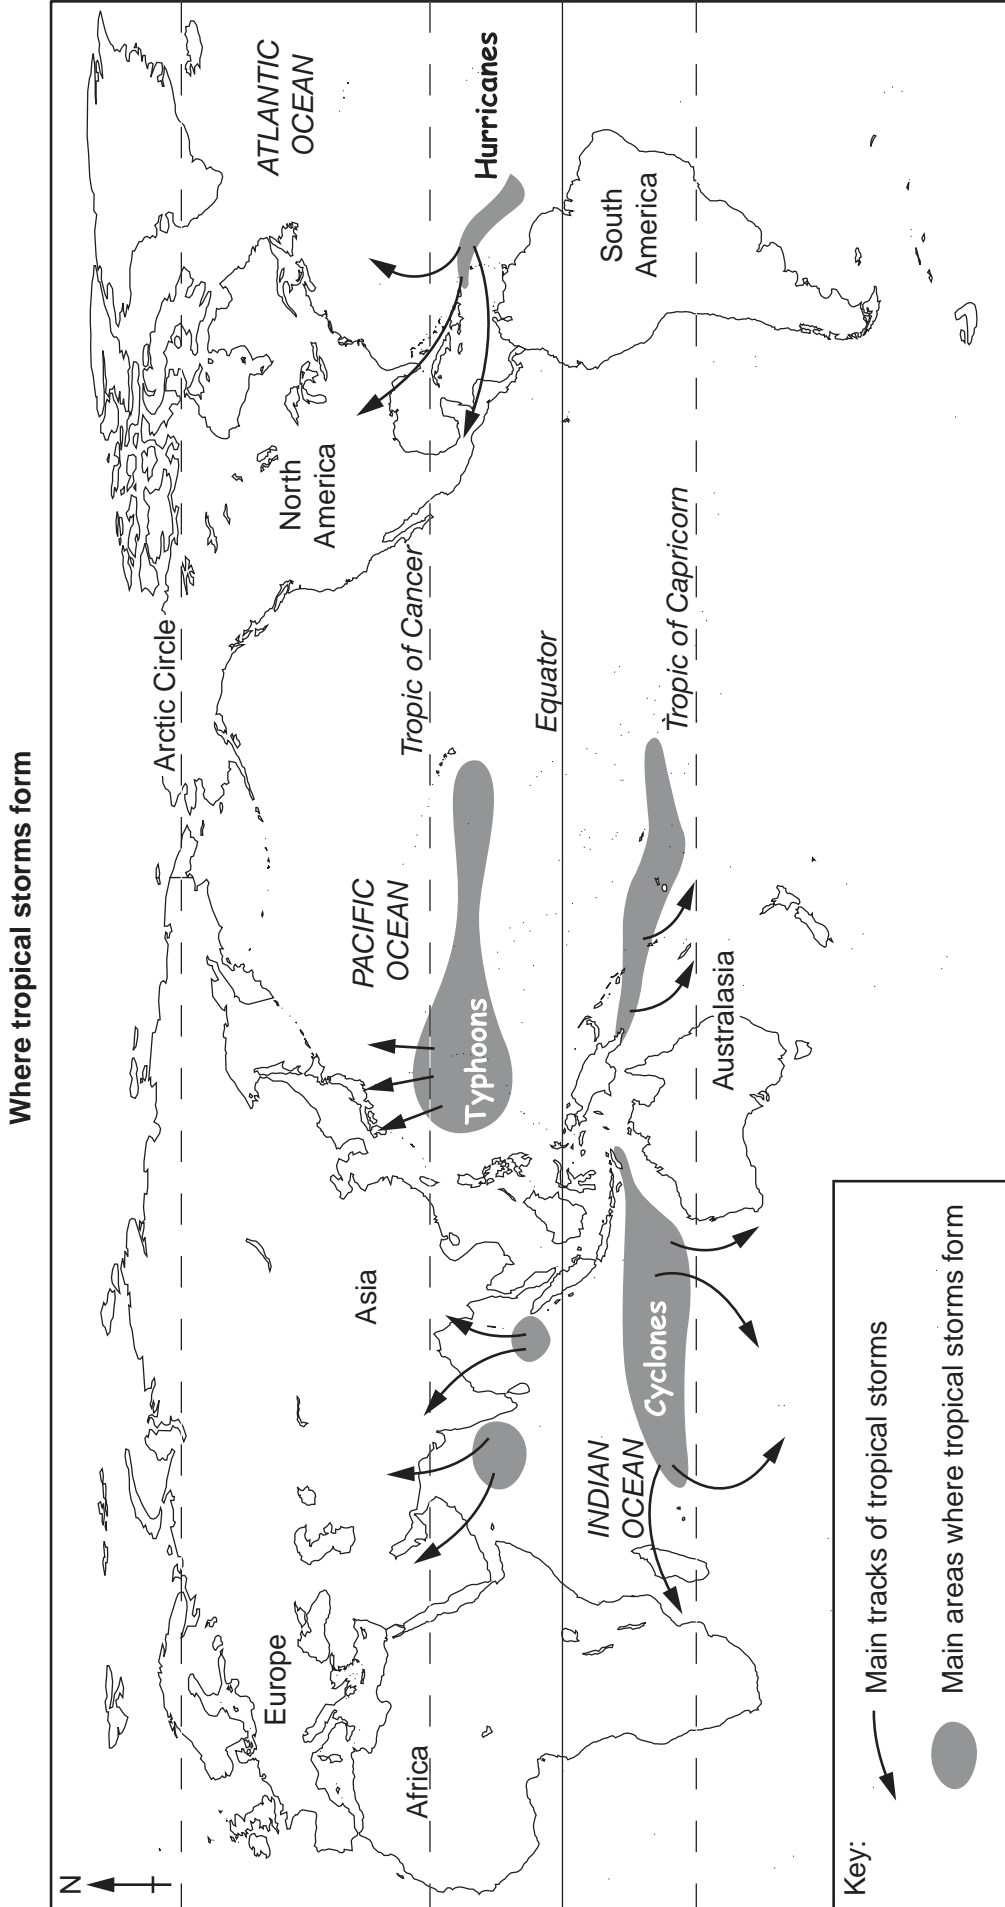 Where tropical storms form
N
Arctic Circle
ATLANTIC
OCEAN
Europe
Asia
PACIFIC
OCEAN
North
America
Africa
Tropic of Cancer
Typhoons
Hurricanes
Equator
INDIAN
OCEAN
Cyclones
South
America
Tropic of Capricorn
Australasia
Key:
Main tracks of tropical storms
Main areas where tropical storms form